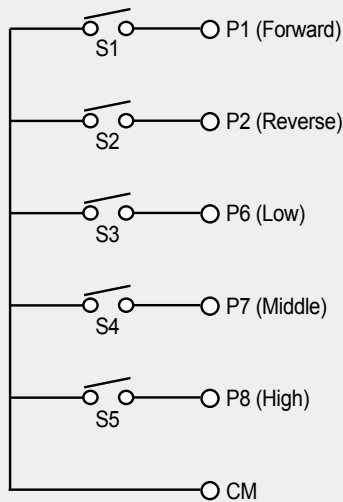 P1 (Forward)
S1
P2 (Reverse)
S2
P6 (Low)
S3
P7 (Middle)
S4
P8 (High)
S5
CM